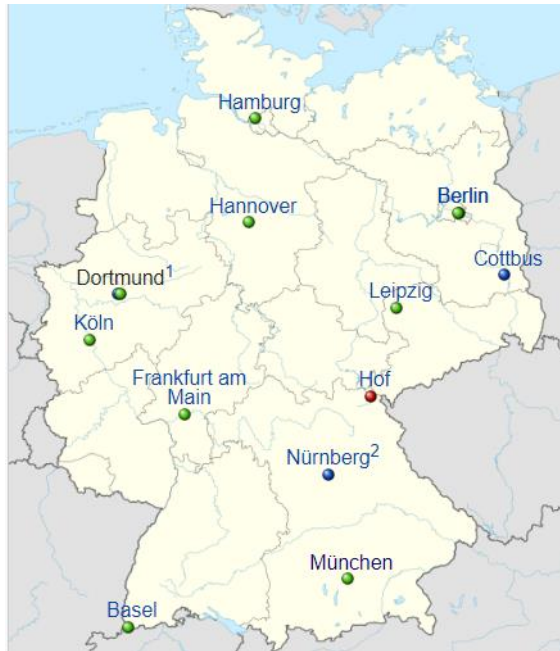 Hamburg
Berlin
Hannover
Cottbus
Dortmund¹
Leipzig
Köln
Frankfurt am
Main
Hof
Nürnberg²
München
Basel